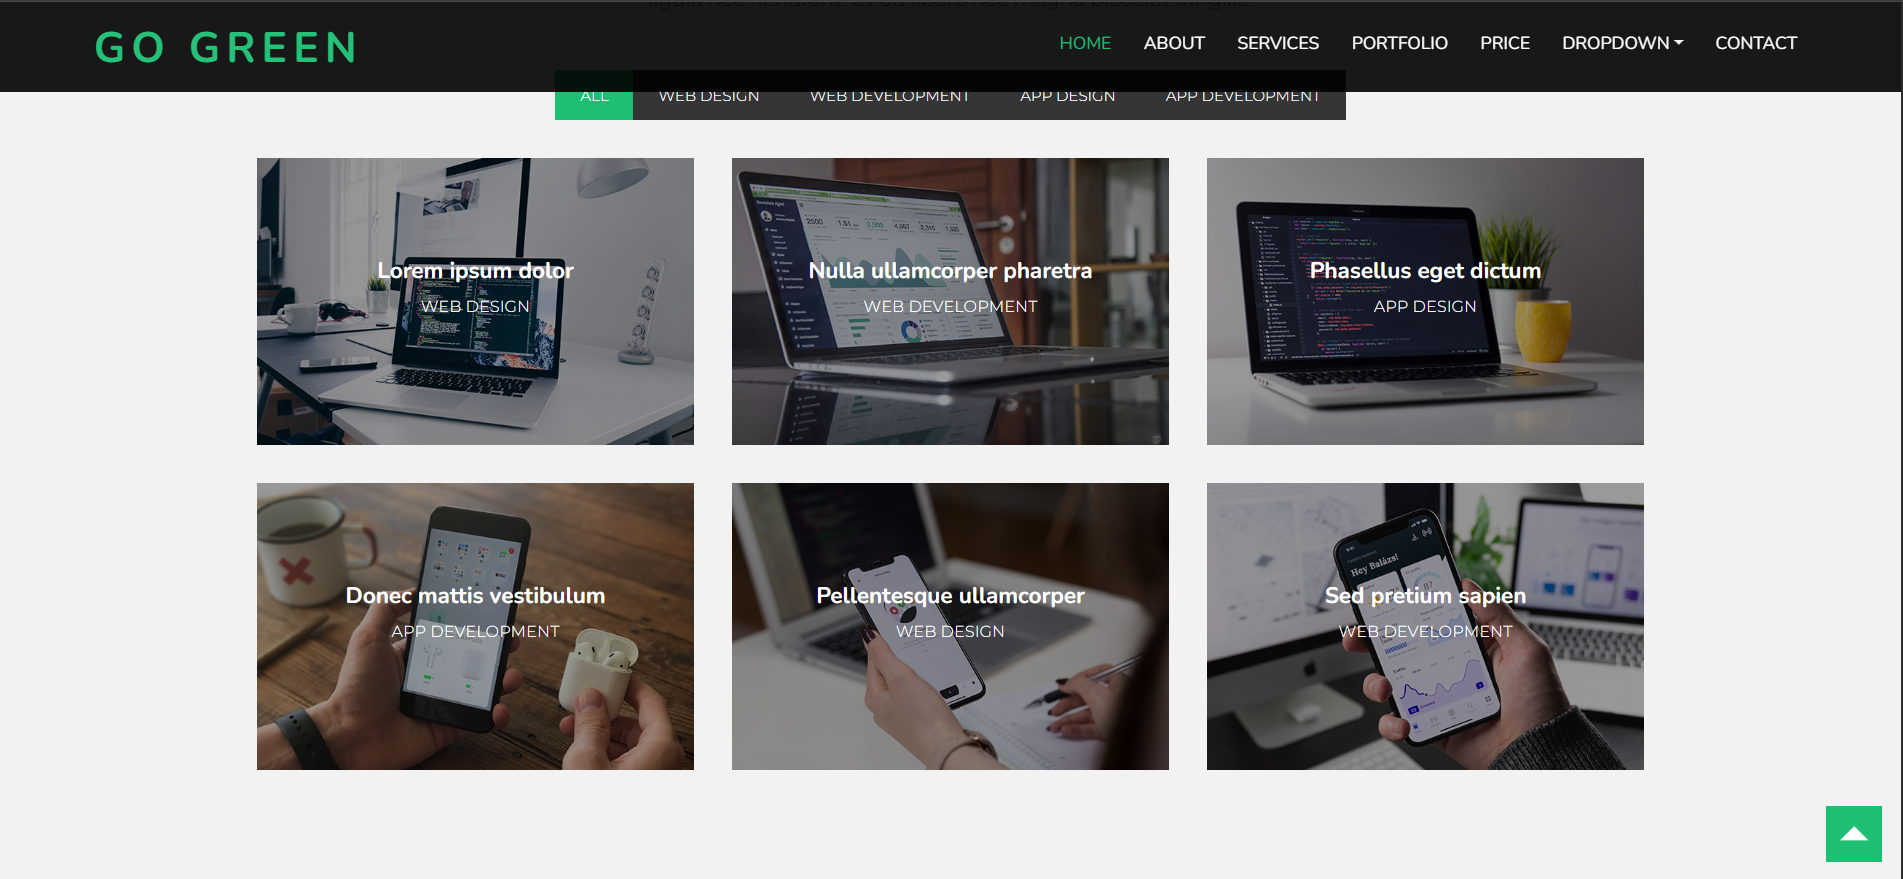 GO GREEN
HOME ABOUT SERVICES PORTFOLIO PRICE DROPDOWN CONTACT
ALL WEB DESIGN WEB DEVELOPMENT APP DESIGN APP DEVELOPMENT
Lorem ipsum dolor
WEB DESIGN
Nulla ullamcorper pharetra
WEB DEVELOPMENT
Phasellus eget dictum
APP DESIGN
Donec mattis vestibulum
APP DEVELOPMENT
Pellentesque ullamcorper
WEB DESIGN
Hey Balázs!
Sed pretium sapien
WEB DEVELOPMENT